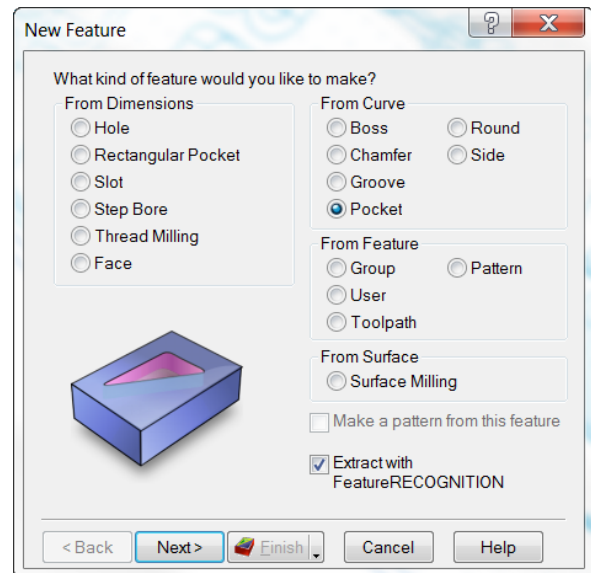 New Feature
What kind of feature would you like to make?
From Dimensions
Hole
Rectangular Pocket
Slot
Step Bore
Thread Milling
Face
From Curve
Boss
Round
Chamfer
Side
Groove
Pocket
From Feature
Group
Pattern
User
Toolpath
From Surface
Surface Milling
Make a pattern from this feature
Extract with
FeatureRECOGNITION
< Back
Next >
Finish
Cancel
Help